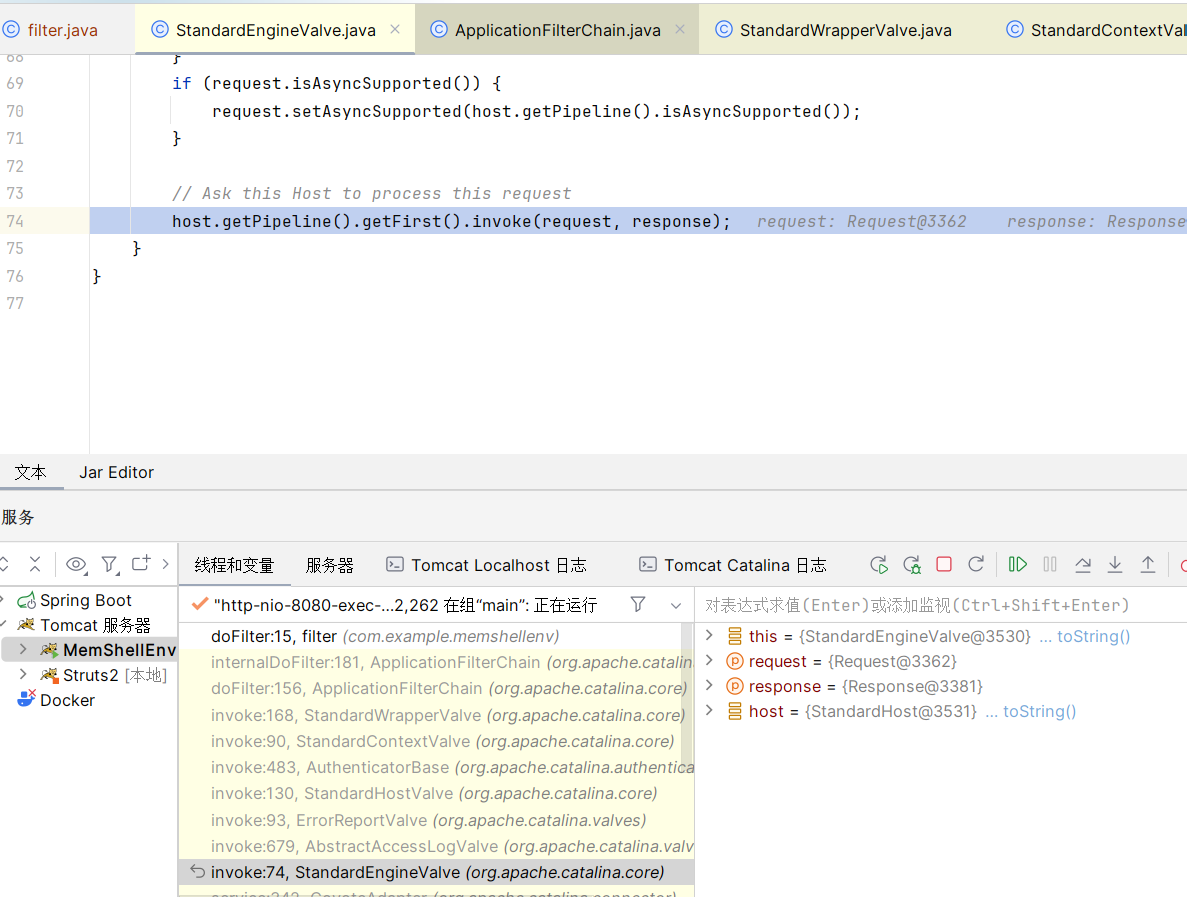 filter.java StandardEngineValve.java ApplicationFilterChain.java StandardWrapperValve.java StandardContextVal
68 }
69 if (request.isAsyncSupported()) {
70 request.setAsyncSupported(host.getPipeline().isAsyncSupported());
71 }
72
73 // Ask this Host to process this request
74 host.getPipeline().getFirst().invoke(request, response); request: Request@3362 response: Response
75 }
76 }
77
文本 Jar Editor
服务
线程和变量 服务器 Tomcat Localhost 日志 Tomcat Catalina 日志
Spring Boot
Tomcat 服务器
MemShellEnv
Struts2 [本地]
Docker
"http-nio-8080-exec-...2,262 在组“main”: 正在运行
doFilter:15, filter (com.example.memshellenv)
internalDoFilter:181, ApplicationFilterChain (org.apache.catalin
doFilter:156, ApplicationFilterChain (org.apache.catalina.core)
invoke:168, StandardWrapperValve (org.apache.catalina.core)
invoke:90, StandardContextValve (org.apache.catalina.core)
invoke:483, AuthenticatorBase (org.apache.catalina.authentica
invoke:130, StandardHostValve (org.apache.catalina.core)
invoke:93, ErrorReportValve (org.apache.catalina.valves)
invoke:679, AbstractAccessLogValve (org.apache.catalina.valv
invoke:74, StandardEngineValve (org.apache.catalina.core)
service:342, CoyoteAdapter (org.apache.catalina.connector)
对表达式求值(Enter)或添加监视(Ctrl+Shift+Enter)
this = {StandardEngineValve@3530} ... toString()
request = {Request@3362}
response = {Response@3381}
host = {StandardHost@3531} ... toString()